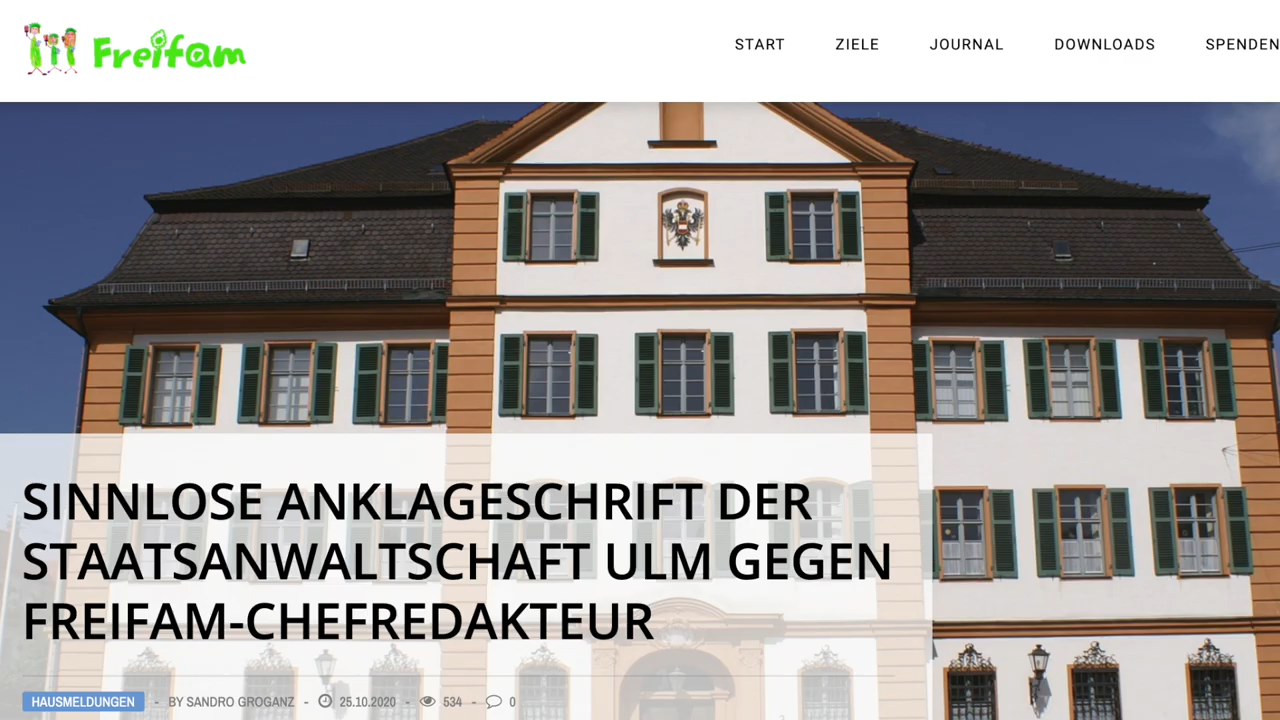 Freifam
START ZIELE JOURNAL DOWNLOADS SPENDEN
SINNLOSE ANKLAGESCHRIFT DER
STAATSANWALTSCHAFT ULM GEGEN
FREIFAM-CHEFREDAKTEUR
HAUSMELDUNGEN - BY SANDRO GROGANZ - 25.10.2020 - 534 - 0